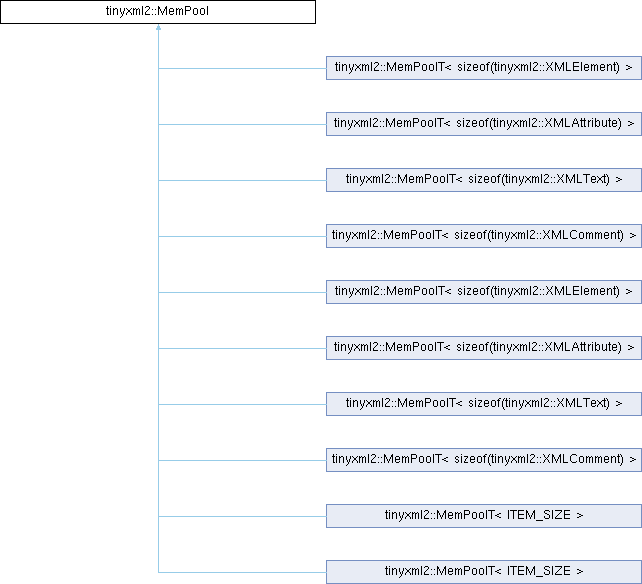 tinyxml2::MemPool
tinyxml2::MemPoolT< sizeof(tinyxml2::XMLElement) >
tinyxml2::MemPoolT< sizeof(tinyxml2::XMLAttribute) >
tinyxml2::MemPoolT< sizeof(tinyxml2::XMLText) >
tinyxml2::MemPoolT< sizeof(tinyxml2::XMLComment) >
tinyxml2::MemPoolT< sizeof(tinyxml2::XMLElement) >
tinyxml2::MemPoolT< sizeof(tinyxml2::XMLAttribute) >
tinyxml2::MemPoolT< sizeof(tinyxml2::XMLText) >
tinyxml2::MemPoolT< sizeof(tinyxml2::XMLComment) >
tinyxml2::MemPoolT< ITEM_SIZE >
tinyxml2::MemPoolT< ITEM_SIZE >